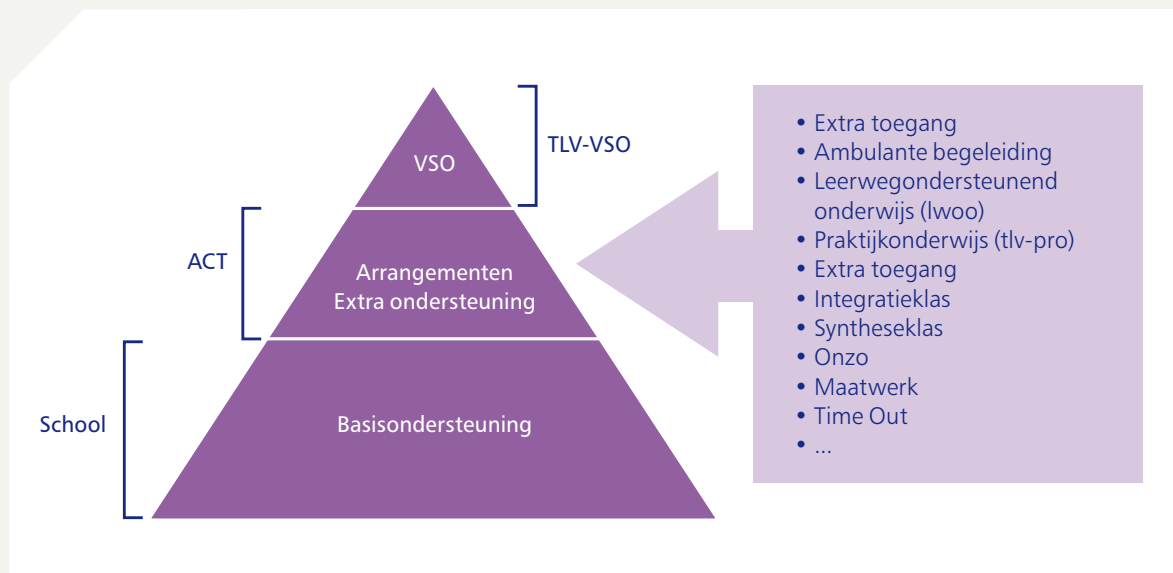 VSO
TLV-VSO
ACT
Arrangementen
Extra ondersteuning
School
Basisondersteuning
• Extra toegang
• Ambulante begeleiding
• Leerwegondersteunend
onderwijs (lwoo)
• Praktijkonderwijs (tlv-pro)
• Extra toegang
• Integratieklas
• Syntheseklas
• Onzo
• Maatwerk
• Time Out
• ...